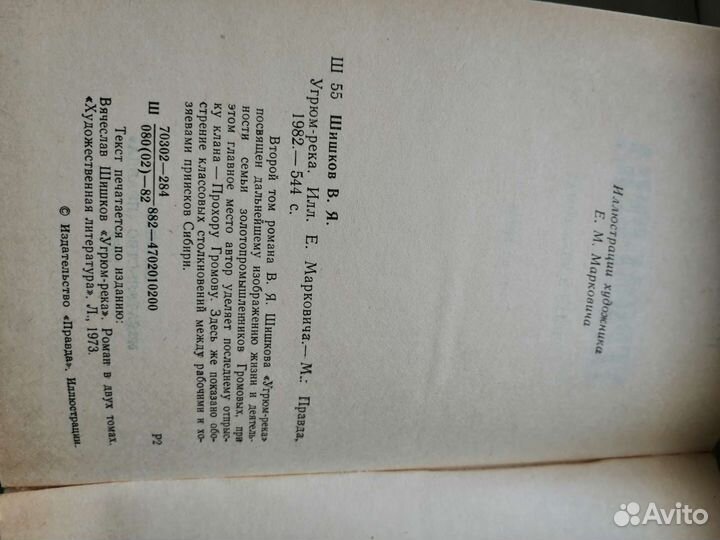 Ш 55 Шишков В. Я.
Угрюм-река. Илл. Е. Марковича.— М.: Правда,
1982.— 544 с.
Второй том романа В. Я. Шишкова «Угрюм-река»
посвящен дальнейшему изображению жизни и деятель-
ности семьи золотопромышленников Громовых, при
этом главное место автор уделяет последнему отпрыс-
ку клана — Прохору Громову. Здесь же показано обо-
стрение классовых столкновений между рабочими и хо-
зяевами приисков Сибири.
70302—284
Ш 080(02)—82 882—4702010200
Р2
Текст печатается по изданию:
Вячеслав Шишков «Угрюм-река». Роман в двух томах.
«Художественная литература». Л., 1973.
© Издательство «Правда». Иллюстрации.
Иллюстрации художника
Е. М. Марковича
Avito